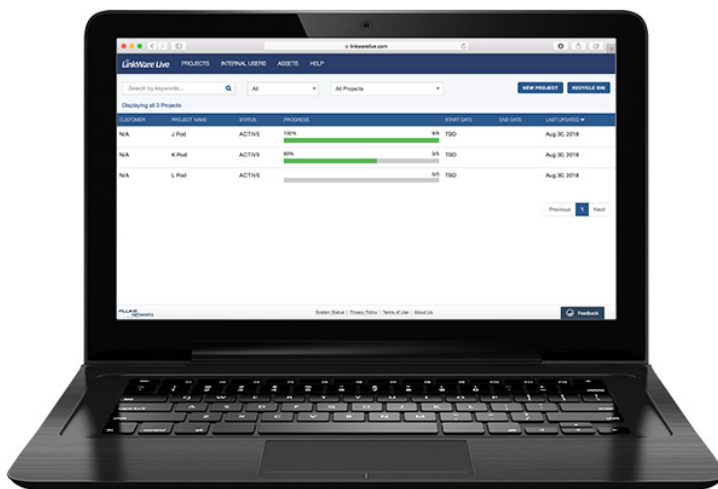 linkwarelive.com
LinkWare Live PROJECTS INTERNAL USERS ASSETS HELP
Search by keywords... All All Projects NEW PROJECT RECYCLE BIN
Displaying all 3 Projects
CUSTOMER PROJECT NAME STATUS PROGRESS START DATE END DATE LAST UPDATED
N/A J Pod ACTIVE 100% 9/9 TBD Aug 30, 2018
N/A K Pod ACTIVE 60% 3/5 TBD Aug 30, 2018
N/A L Pod ACTIVE TBD Aug 30, 2018
Previous 1 Next
FLUKE networks System Status | Privacy Policy | Terms of Use | About Us Feedback